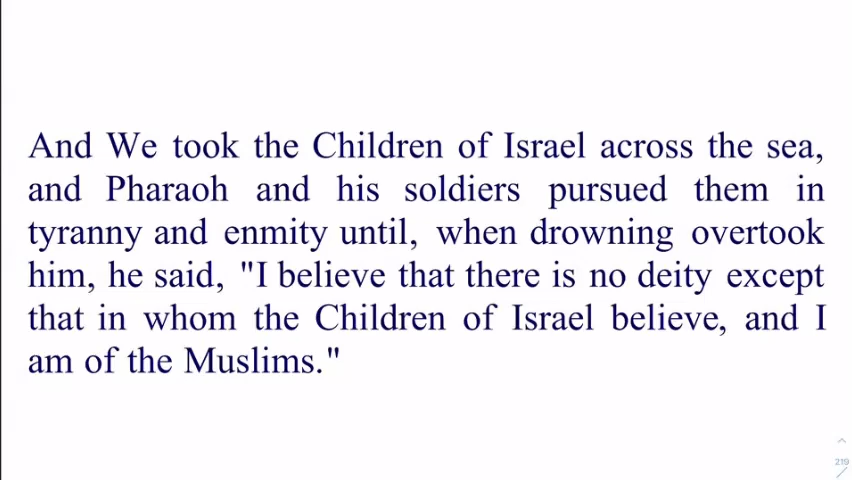 And We took the Children of Israel across the sea,
and Pharaoh and his soldiers pursued them in
tyranny and enmity until, when drowning overtook
him, he said, "I believe that there is no deity except
that in whom the Children of Israel believe, and I
am of the Muslims."
219